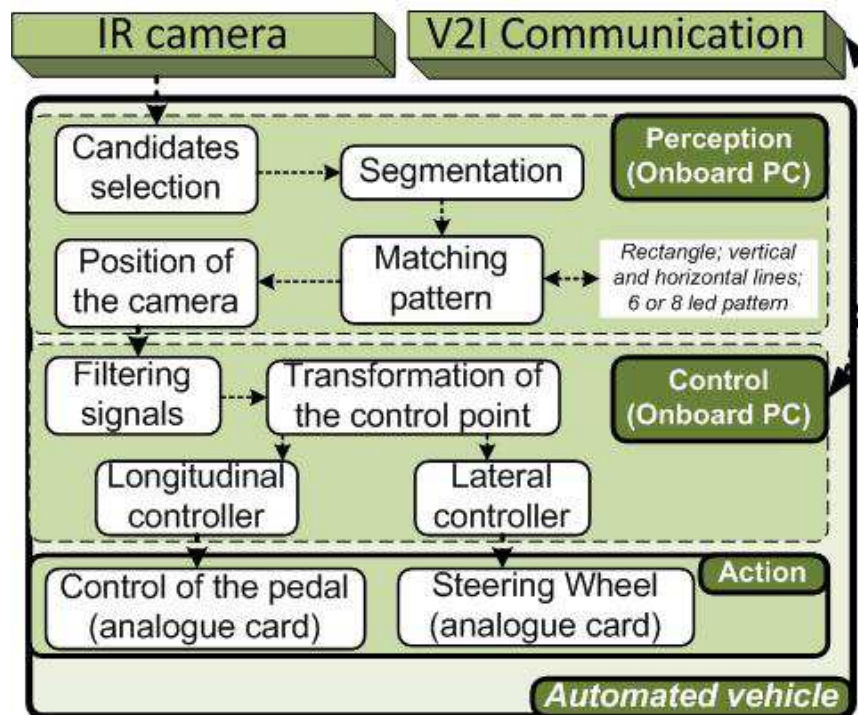 IR camera
V2I Communication
Perception
(Onboard PC)
Candidates
selection
Segmentation
Position of
the camera
Matching
pattern
Rectangle; vertical
and horizontal lines;
6 or 8 led pattern
Filtering
signals
Transformation of
the control point
Control
(Onboard PC)
Longitudinal
controller
Lateral
controller
Action
Control of the pedal
(analogue card)
Steering Wheel
(analogue card)
Automated vehicle